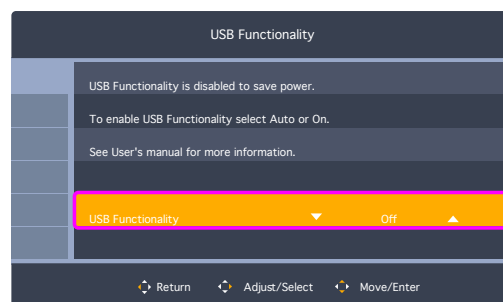 USB Functionality
USB Functionality is disabled to save power.
To enable USB Functionality select Auto or On.
See User's manual for more information.
USB Functionality Off
Return Adjust/Select Move/Enter